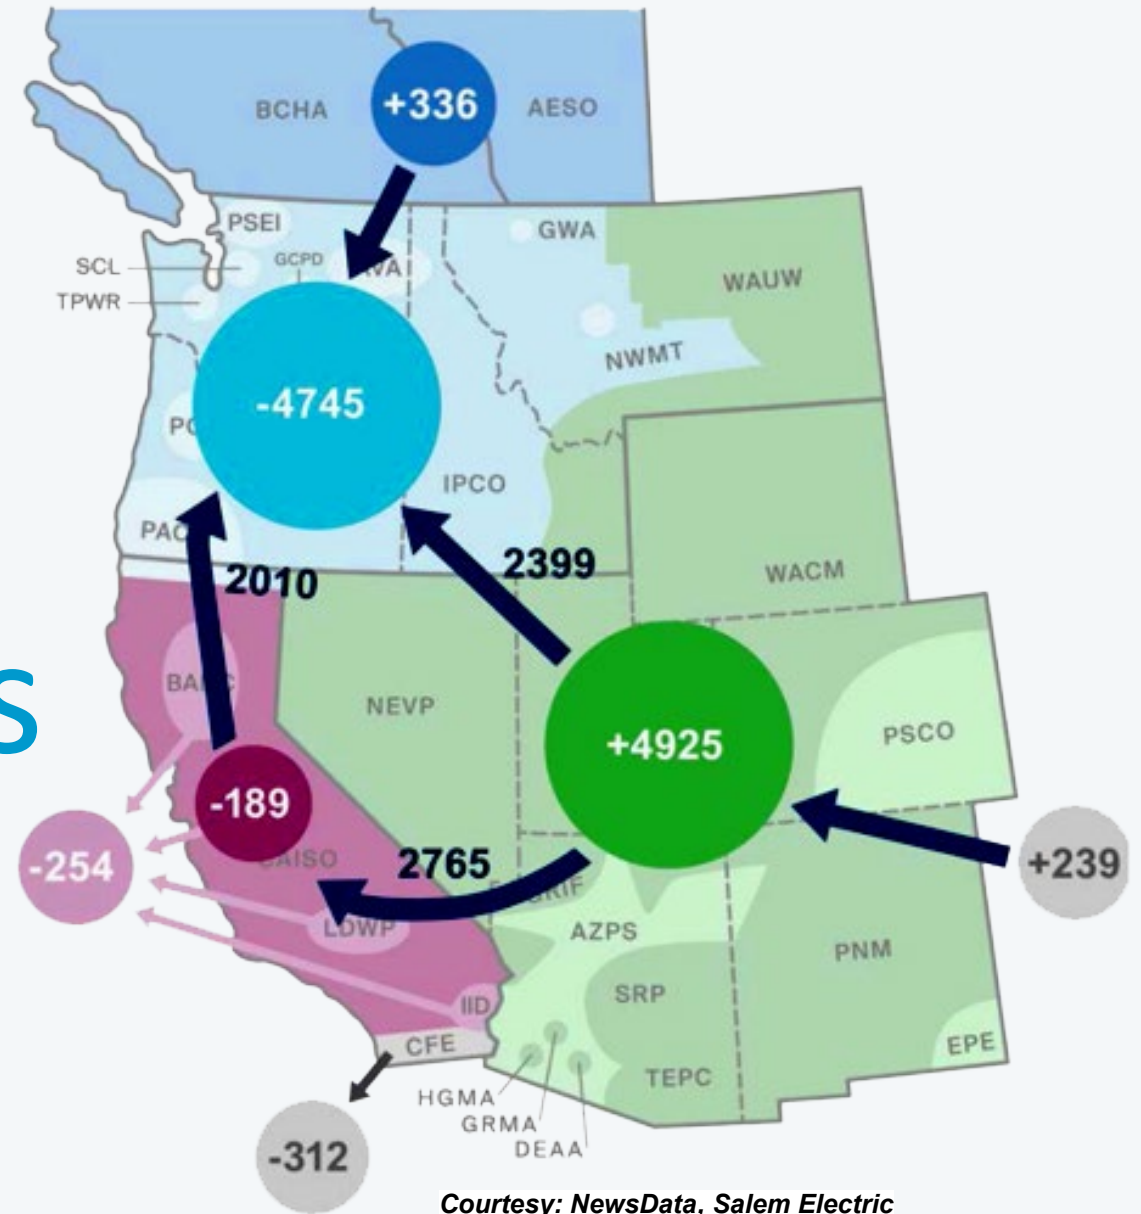 +336
BCHA
AESO
PSEI
GWA
SCL
GCPD
WAUW
TPWR
NWMT
-4745
IPCO
2399
WACM
2010
NEVP
PSCO
+4925
-189
CAISO
2765
-254
+239
LDWP
AZPS
PNM
SRP
IID
CFE
EPE
TEPC
HGMA
GRMA
DEAA
-312
Courtesy: NewsData, Salem Electric